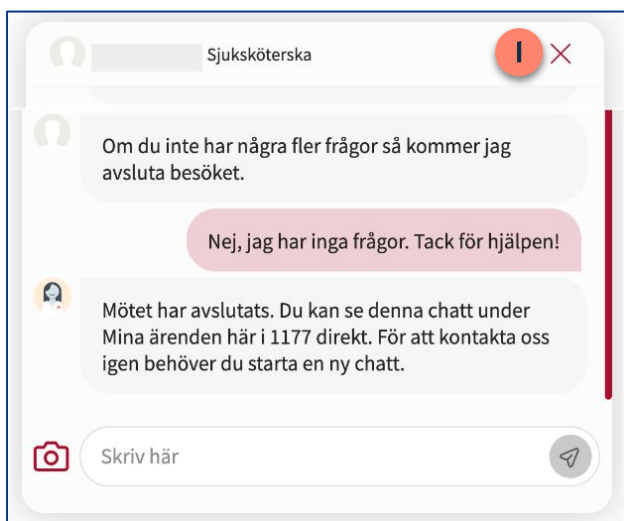 Sjuksköterska
1
Om du inte har några fler frågor så kommer jag
avsluta besöket.
Nej, jag har inga frågor. Tack för hjälpen!
Mötet har avslutats. Du kan se denna chatt under
Mina ärenden här i 1177 direkt. För att kontakta oss
igen behöver du starta en ny chatt.
Skriv här